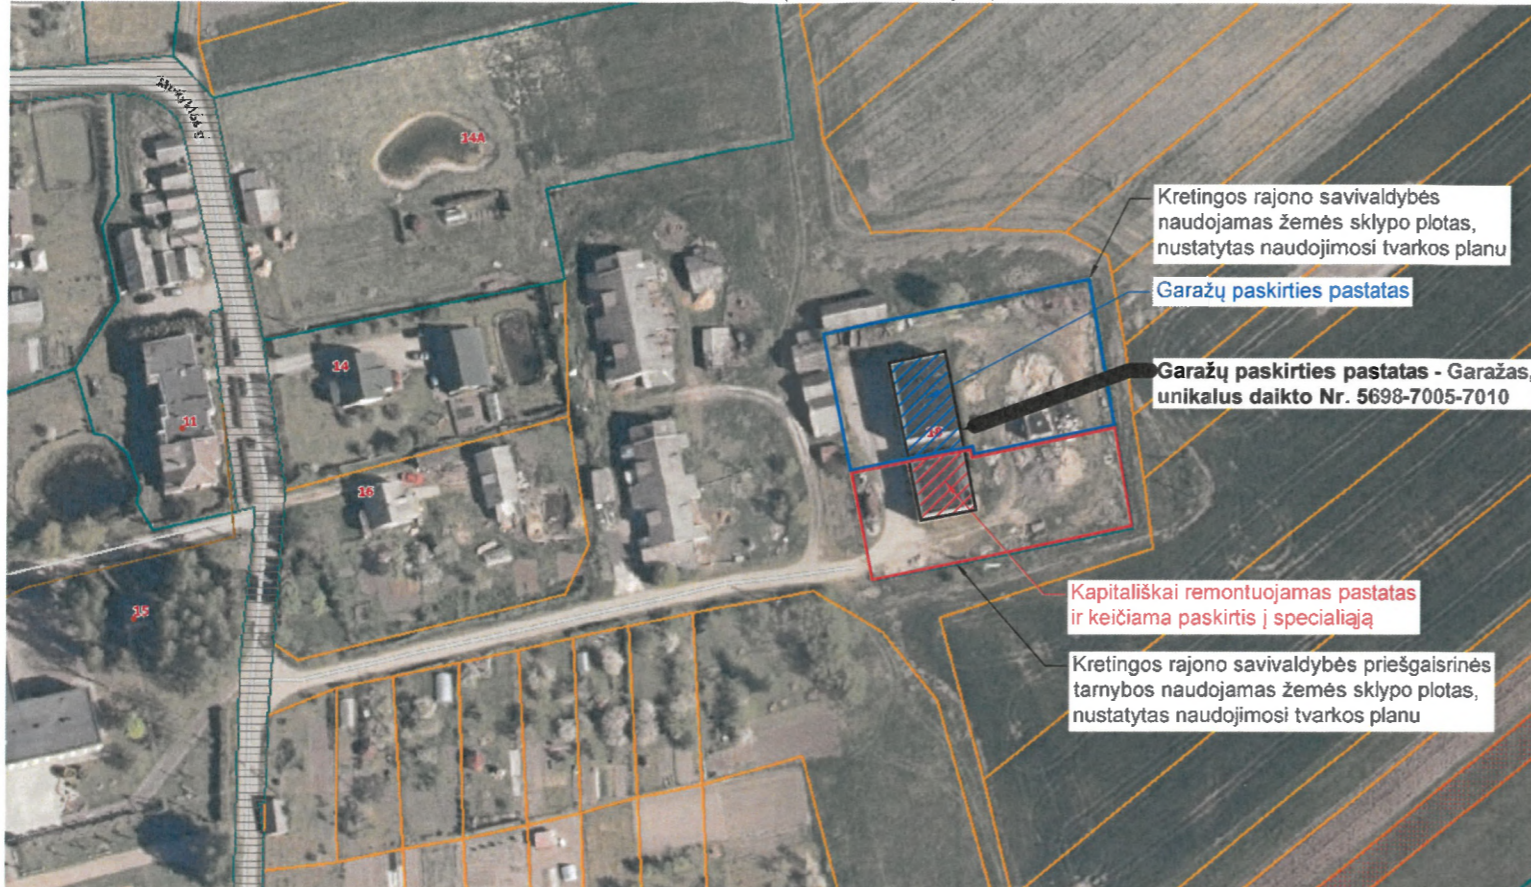 14A
Kretingos rajono savivaldybės
naudojamas žemės sklypo plotas,
nustatytas naudojimosi tvarkos planu
Garažų paskirties pastatas
Garažų paskirties pastatas - Garažas,
unikalus daikto Nr. 5698-7005-7010
14
11
16
15
Kapitališkai remontuojamas pastatas
ir keičiama paskirtis į specialiąją
Kretingos rajono savivaldybės priešgaisrinės
tarnybos naudojamas žemės sklypo plotas,
nustatytas naudojimosi tvarkos planu